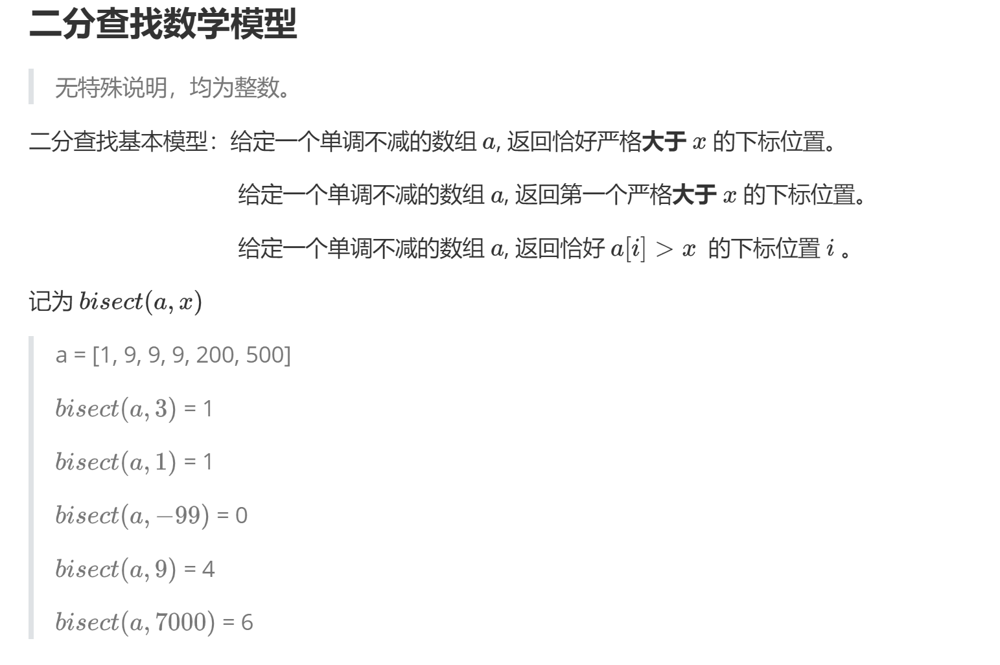 二分查找数学模型
无特殊说明，均为整数。
二分查找基本模型：给定一个单调不减的数组 a, 返回恰好严格大于 x 的下标位置。
给定一个单调不减的数组 a, 返回第一个严格大于 x 的下标位置。
给定一个单调不减的数组 a, 返回恰好 a[i] > x 的下标位置 i 。
记为 bisect(a, x)
a = [1, 9, 9, 9, 200, 500]
bisect(a, 3) = 1
bisect(a, 1) = 1
bisect(a, −99) = 0
bisect(a, 9) = 4
bisect(a, 7000) = 6